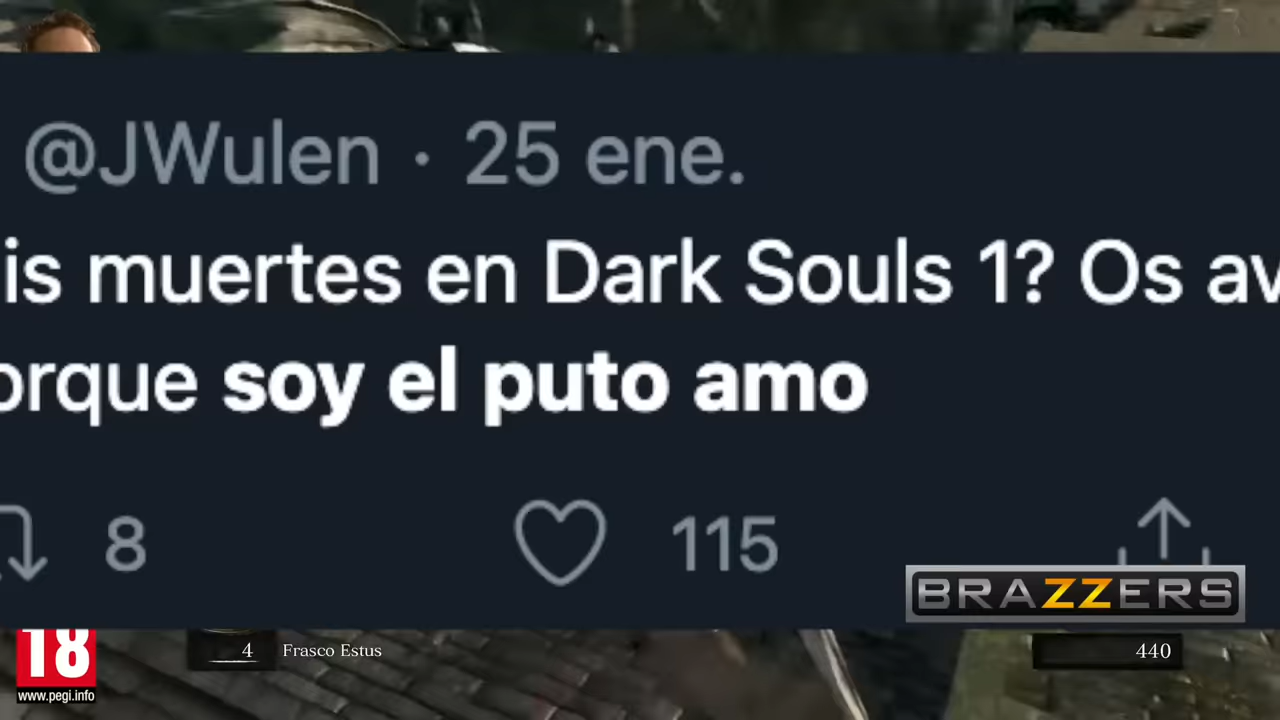 @JWulen · 25 ene.
is muertes en Dark Souls 1? Os av
orque soy el puto amo
8 115
BRAZZERS
18
www.pegi.info
4 Frasco Estus
440